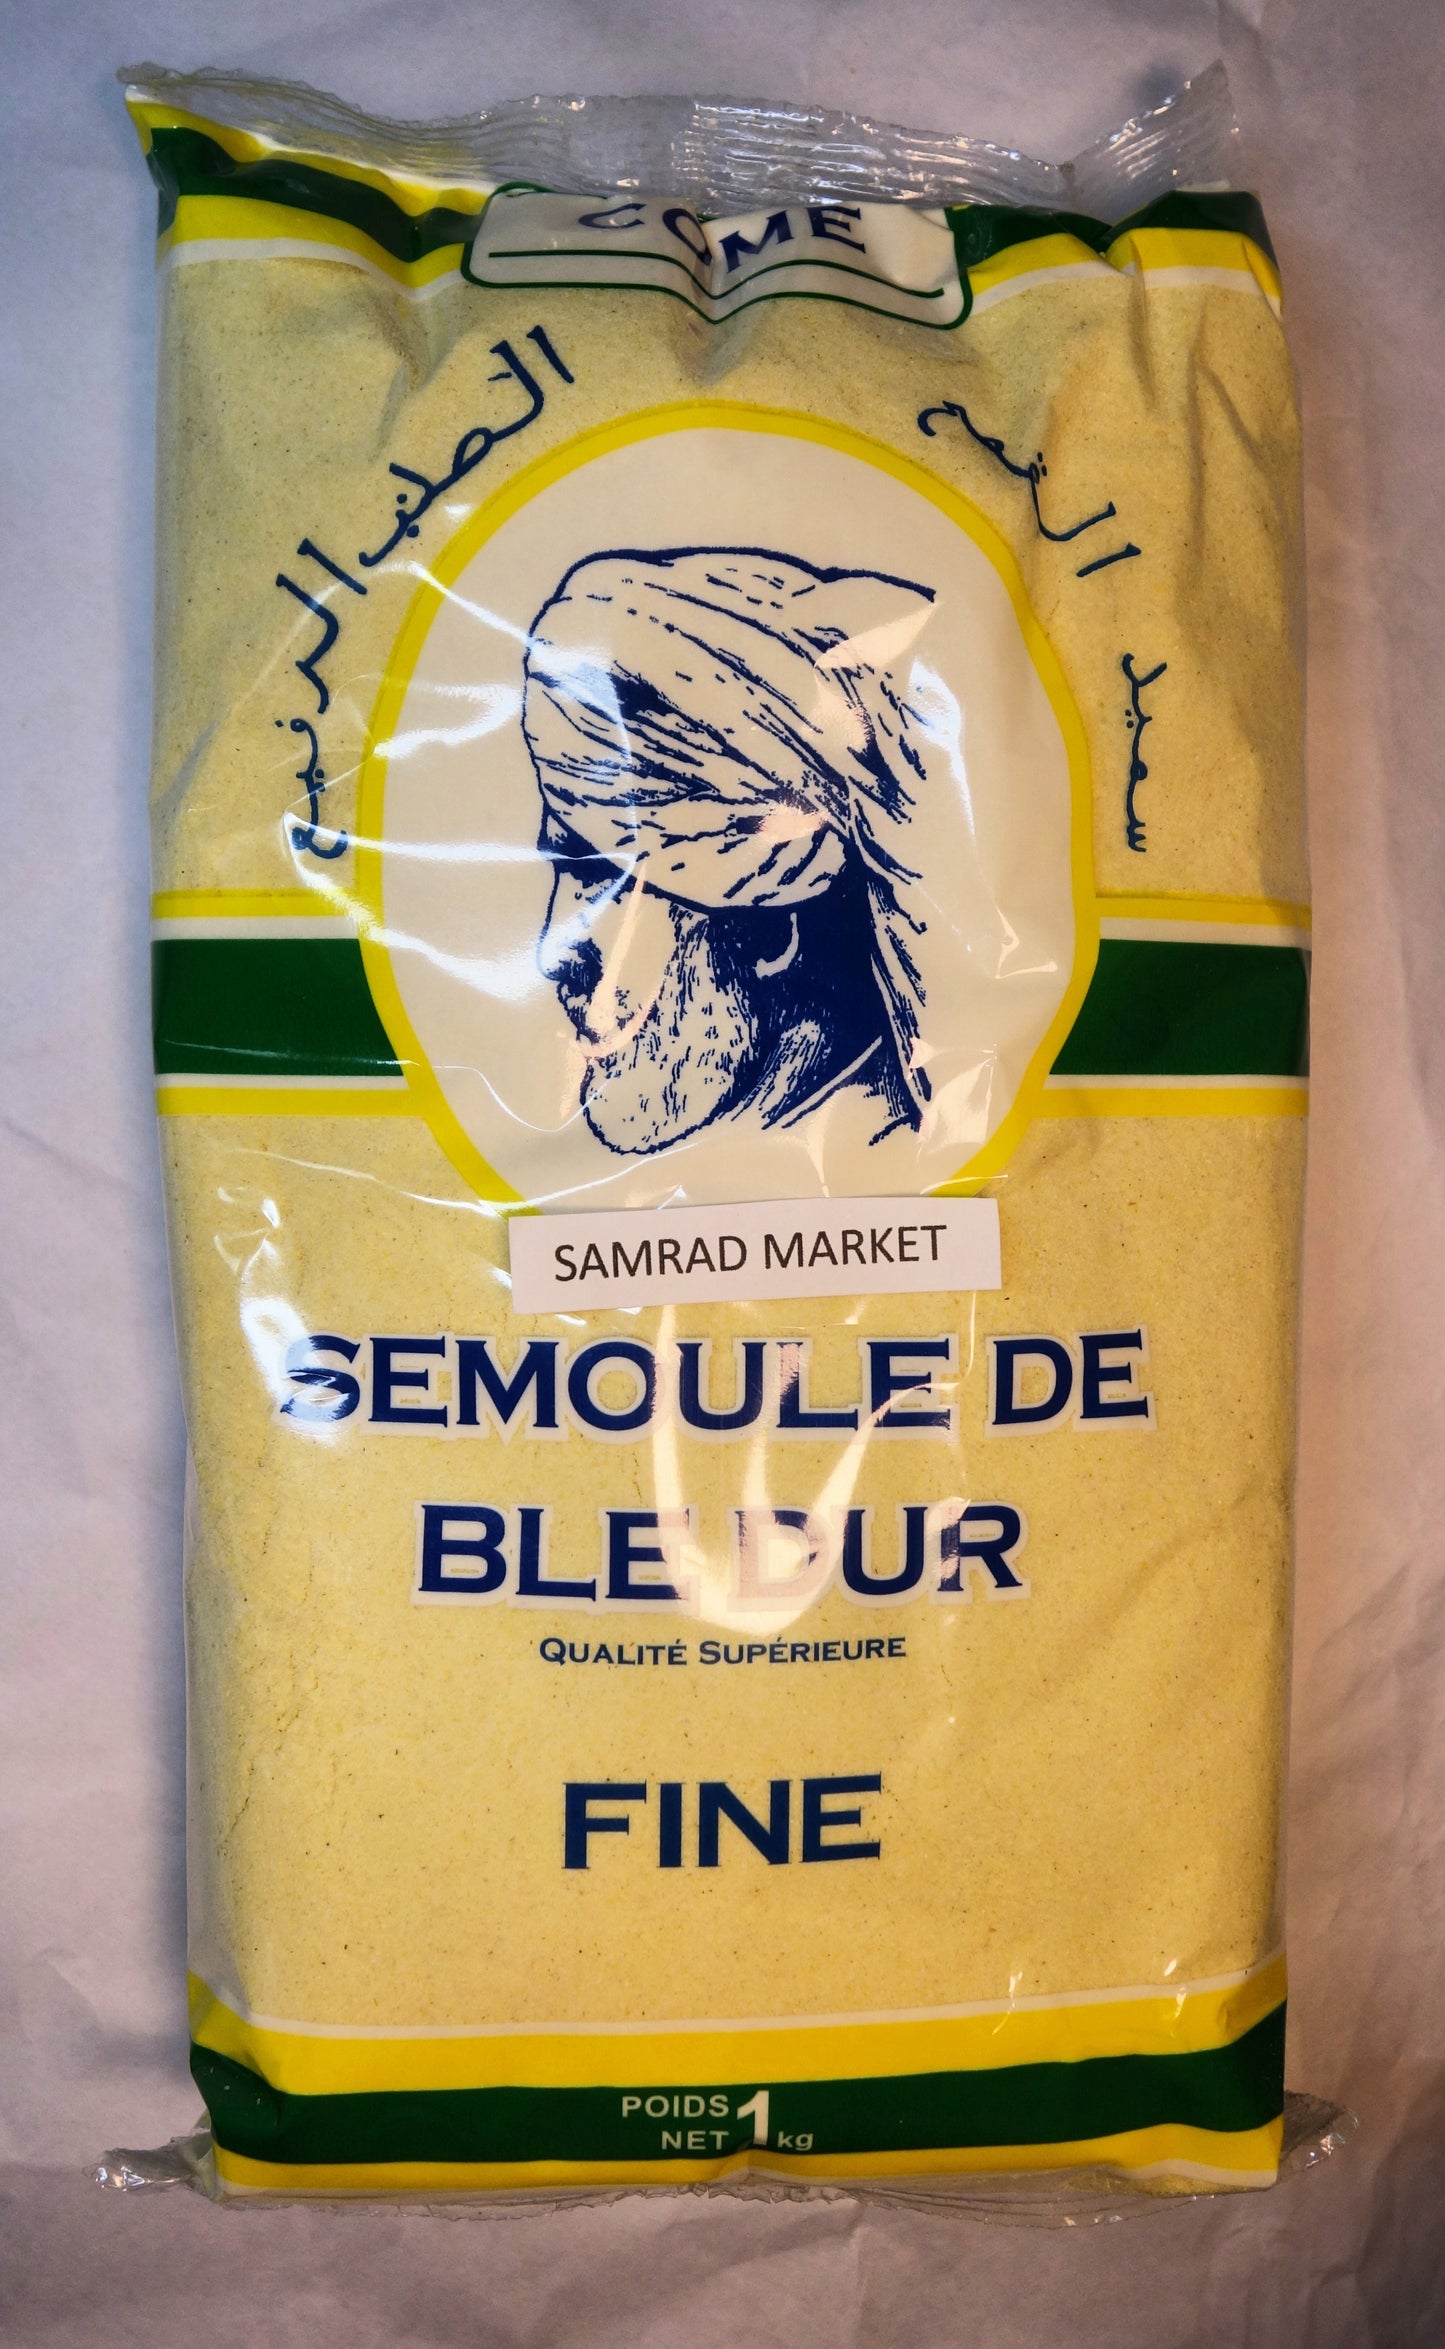 COME
سميد القمح
الصلب الرفيع
SAMRAD MARKET
SEMOULE DE
BLE DUR
QUALITÉ SUPÉRIEURE
FINE
POIDS
NET 1 kg